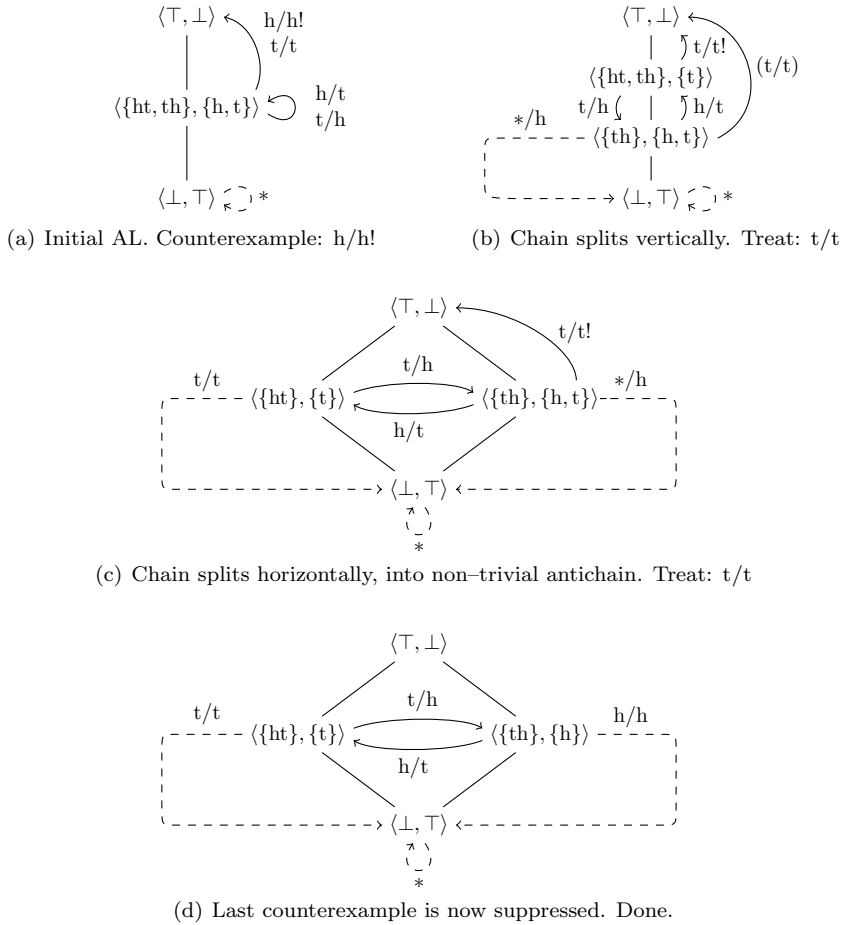 ⟨⊤, ⊥⟩
h/h!
t/t
⟨{ht, th}, {h, t}⟩
h/t
t/h
⟨⊥, ⊤⟩
*
(a) Initial AL. Counterexample: h/h!
⟨⊤, ⊥⟩
t/t!
(t/t)
⟨{ht, th}, {t}⟩
t/h
h/t
*/h
⟨{th}, {h, t}⟩
⟨⊥, ⊤⟩
*
(b) Chain splits vertically. Treat: t/t
⟨⊤, ⊥⟩
t/t!
t/h
t/t
*/h
⟨{ht}, {t}⟩
⟨{th}, {h, t}⟩
h/t
⟨⊥, ⊤⟩
*
(c) Chain splits horizontally, into non–trivial antichain. Treat: t/t
⟨⊤, ⊥⟩
t/h
t/t
h/h
⟨{ht}, {t}⟩
⟨{th}, {h}⟩
h/t
⟨⊥, ⊤⟩
*
(d) Last counterexample is now suppressed. Done.